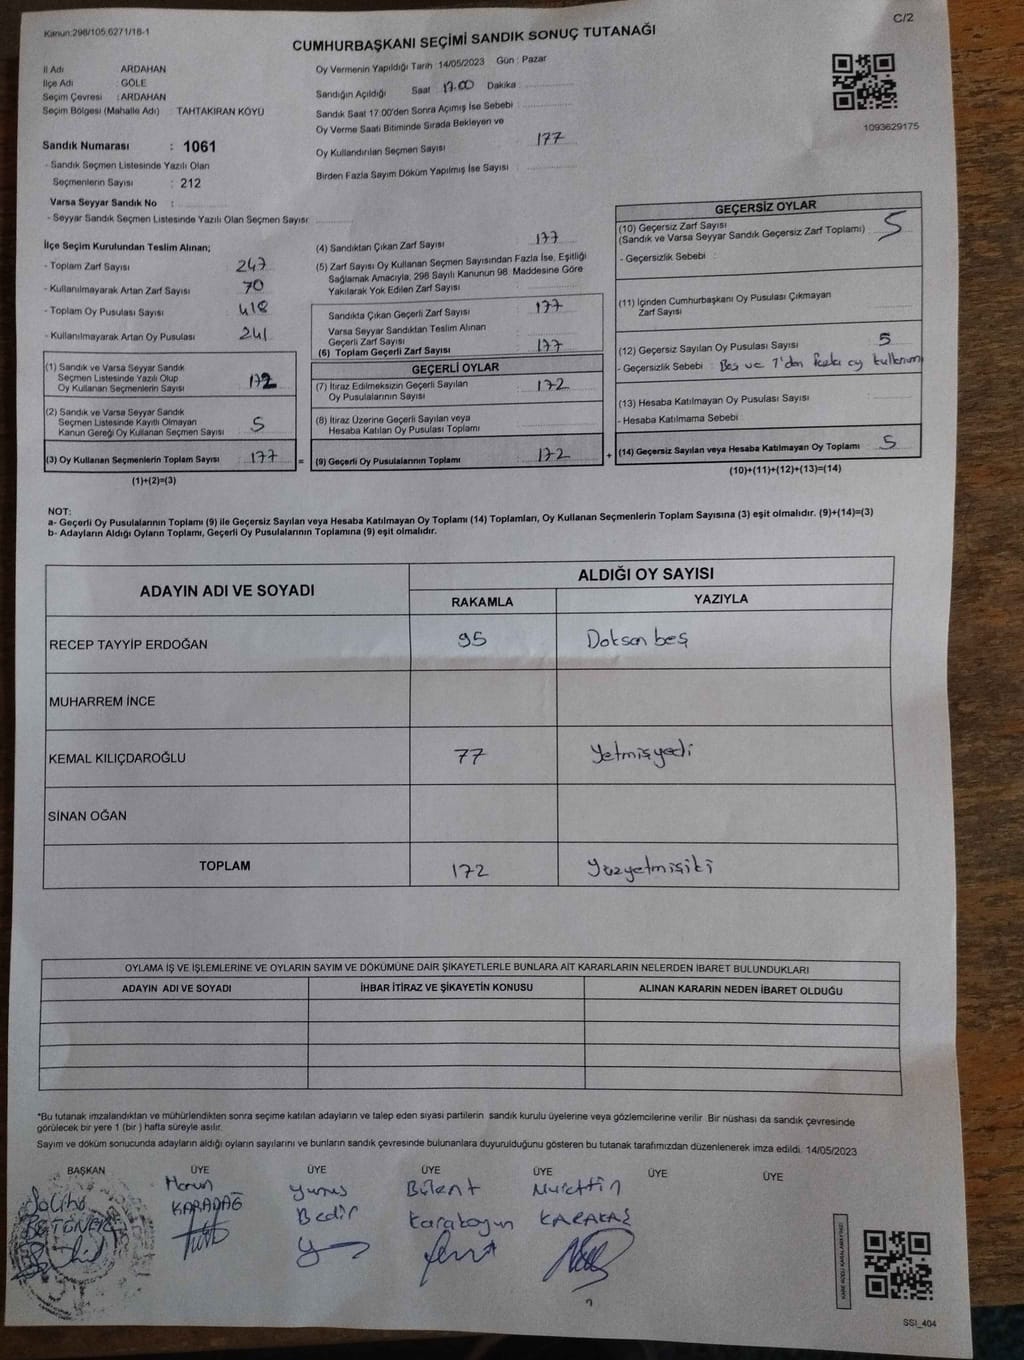 Kanun:298/105,6271/18-1
C/2
CUMHURBAŞKANI SEÇİMİ SANDIK SONUÇ TUTANAĞI
İl Adı ARDAHAN
İlçe Adı : GÖLE
Seçim Çevresi : ARDAHAN
Seçim Bölgesi (Mahalle Adı) : TAHTAKIRAN KÖYÜ
Sandık Numarası : 1061
- Sandık Seçmen Listesinde Yazılı Olan
Seçmenlerin Sayısı : 212
Varsa Seyyar Sandık No :
- Seyyar Sandık Seçmen Listesinde Yazılı Olan Seçmen Sayısı:
Oy Vermenin Yapıldığı Tarih :14/05/2023 Gün : Pazar
Sandığın Açıldığı Saat : 17.00 Dakika :
Sandık Saat 17.00'den Sonra Açımış İse Sebebi :
Oy Verme Saati Bitiminde Sırada Bekleyen ve
Oy Kullandırılan Seçmen Sayısı : 177
Birden Fazla Sayım Döküm Yapılmış İse Sayısı :
1093629175
İlçe Seçim Kurulundan Teslim Alınan;
- Toplam Zarf Sayısı : 247
- Kullanılmayarak Artan Zarf Sayısı : 70
- Toplam Oy Pusulası Sayısı : 418
- Kullanılmayarak Artan Oy Pusulası : 241
(1) Sandık ve Varsa Seyyar Sandık
Seçmen Listesinde Yazılı Olup
Oy Kullanan Seçmenlerin Sayısı : 172
(2) Sandık ve Varsa Seyyar Sandık
Seçmen Listesinde Kayıtlı Olmayan
Kanun Gereği Oy Kullanan Seçmen Sayısı : 5
(3) Oy Kullanan Seçmenlerin Toplam Sayısı : 177
(1)+(2)=(3)
(4) Sandıktan Çıkan Zarf Sayısı : 177
(5) Zarf Sayısı Oy Kullanan Seçmen Sayısından Fazla İse, Eşitliği
Sağlamak Amacıyla, 298 Sayılı Kanunun 98. Maddesine Göre
Yakılarak Yok Edilen Zarf Sayısı :
Sandıkta Çıkan Geçerli Zarf Sayısı : 177
Varsa Seyyar Sandıktan Teslim Alınan
Geçerli Zarf Sayısı :
(6) Toplam Geçerli Zarf Sayısı : 177
GEÇERLİ OYLAR
(7) İtiraz Edilmeksizin Geçerli Sayılan
Oy Pusulalarının Sayısı : 172
(8) İtiraz Üzerine Geçerli Sayılan veya
Hesaba Katılan Oy Pusulası Toplamı :
(9) Geçerli Oy Pusulalarının Toplamı : 172
=
+
GEÇERSİZ OYLAR
(10) Geçersiz Zarf Sayısı
(Sandık ve Varsa Seyyar Sandık Geçersiz Zarf Toplamı) : 5
- Geçersizlik Sebebi :
(11) İçinden Cumhurbaşkanı Oy Pusulası Çıkmayan
Zarf Sayısı :
(12) Geçersiz Sayılan Oy Pusulası Sayısı : 5
- Geçersizlik Sebebi : Boş ve 1'den fazla oy kullanım
(13) Hesaba Katılmayan Oy Pusulası Sayısı :
- Hesaba Katılmama Sebebi :
(14) Geçersiz Sayılan veya Hesaba Katılmayan Oy Toplamı : 5
(10)+(11)+(12)+(13)=(14)
NOT:
a- Geçerli Oy Pusulalarının Toplamı (9) ile Geçersiz Sayılan veya Hesaba Katılmayan Oy Toplamı (14) Toplamları, Oy Kullanan Seçmenlerin Toplam Sayısına (3) eşit olmalıdır. (9)+(14)=(3)
b- Adayların Aldığı Oyların Toplamı, Geçerli Oy Pusulalarının Toplamına (9) eşit olmalıdır.
ADAYIN ADI VE SOYADI
ALDIĞI OY SAYISI
RAKAMLA YAZIYLA
RECEP TAYYİP ERDOĞAN 95 Doksan beş
MUHARREM İNCE
KEMAL KILIÇDAROĞLU 77 Yetmişyedi
SİNAN OĞAN
TOPLAM 172 Yüzyetmişiki
OYLAMA İŞ VE İŞLEMLERİNE VE OYLARIN SAYIM VE DÖKÜMÜNE DAİR ŞİKAYETLERLE BUNLARA AİT KARARLARIN NELERDEN İBARET BULUNDUKLARI
ADAYIN ADI VE SOYADI İHBAR İTİRAZ VE ŞİKAYETİN KONUSU ALINAN KARARIN NEDEN İBARET OLDUĞU
*Bu tutanak imzalandıktan ve mühürlendikten sonra seçime katılan adayların ve talep eden siyasi partilerin sandık kurulu üyelerine veya gözlemcilerine verilir. Bir nüshası da sandık çevresinde
görülecek bir yere 1 (bir ) hafta süreyle asılır.
Sayım ve döküm sonucunda adayların aldığı oyların sayılarını ve bunların sandık çevresinde bulunanlara duyurulduğunu gösteren bu tutanak tarafımızdan düzenlenerek imza edildi. 14/05/2023
BAŞKAN ÜYE ÜYE ÜYE ÜYE ÜYE ÜYE
Harun Yunus Bülent Nurettin
KARADAĞ Bedir Karakoyun KARAKAŞ
SSI_404